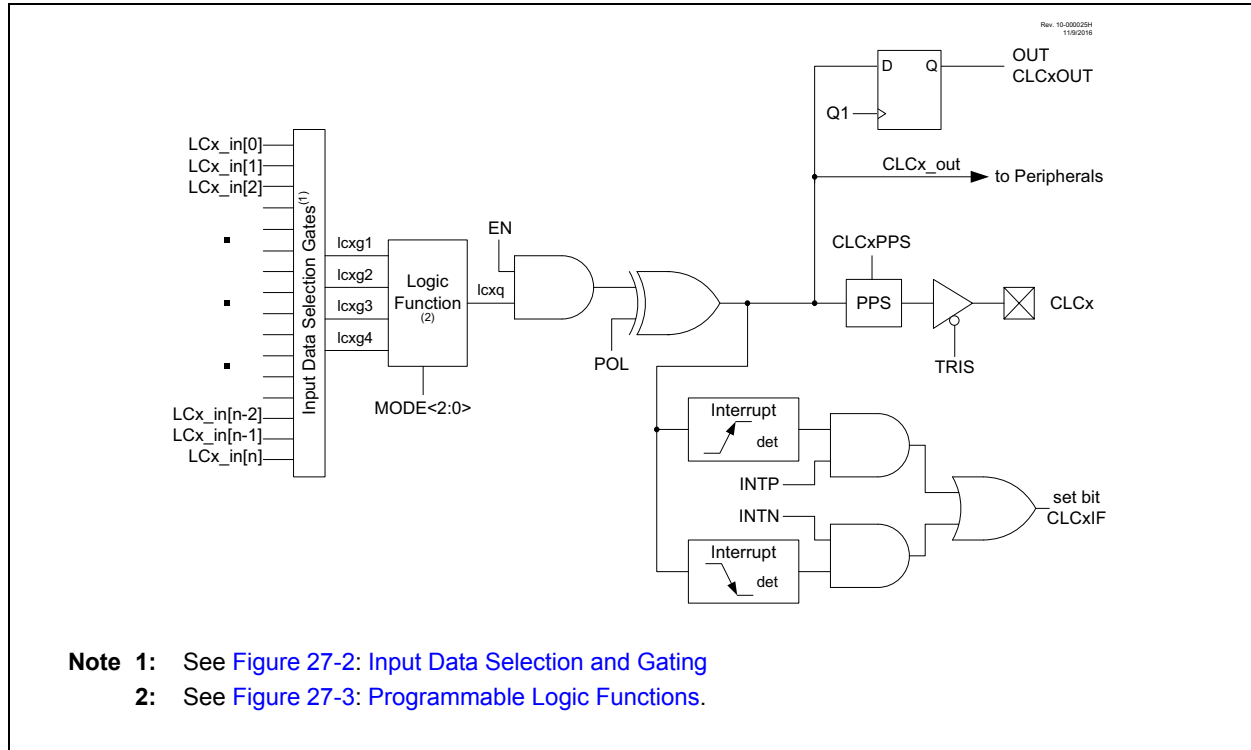 Rev. 10-000025H
11/9/2016
OUT
CLCxOUT
D
Q
Q1
CLCx_out
to Peripherals
LCx_in[0]
LCx_in[1]
LCx_in[2]
LCx_in[n-2]
LCx_in[n-1]
LCx_in[n]
Input Data Selection Gates(1)
lcxg1
lcxg2
lcxg3
lcxg4
Logic
Function
(2)
MODE<2:0>
lcxq
EN
POL
CLCxPPS
PPS
TRIS
CLCx
Interrupt
det
INTP
INTN
Interrupt
det
set bit
CLCxIF
Note 1: See Figure 27-2: Input Data Selection and Gating
2: See Figure 27-3: Programmable Logic Functions.